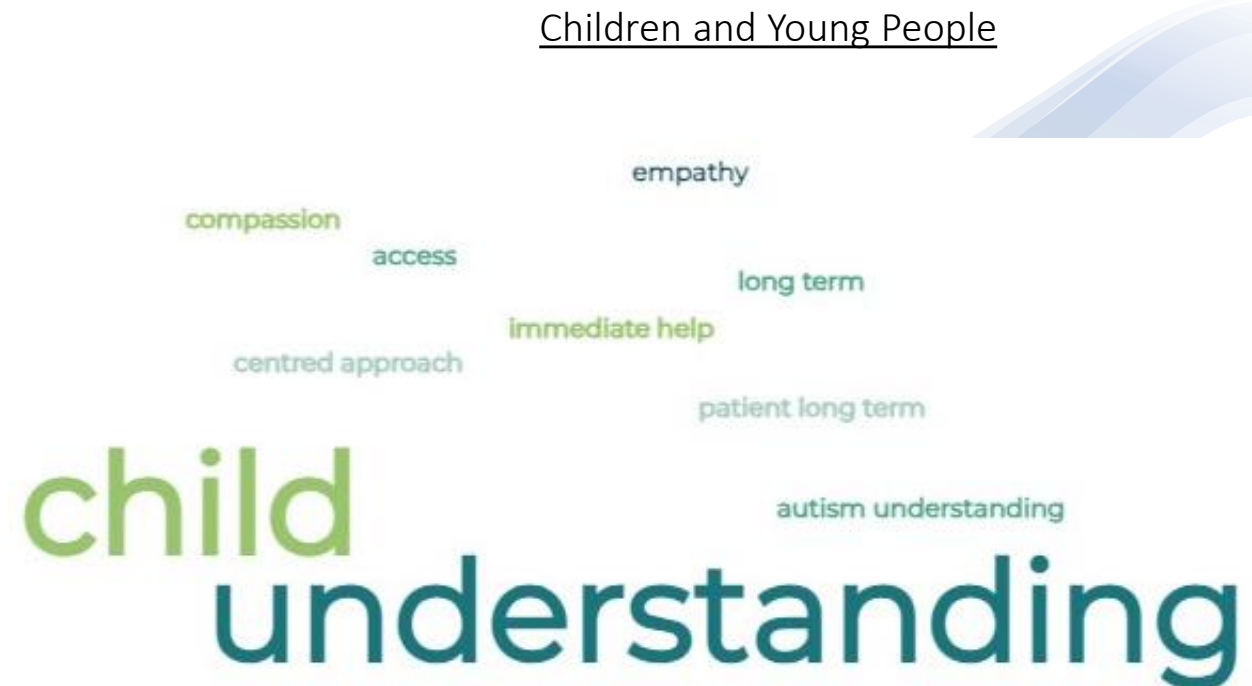 Children and Young People
empathy
compassion
access
long term
immediate help
centred approach
patient long term
child
autism understanding
understanding